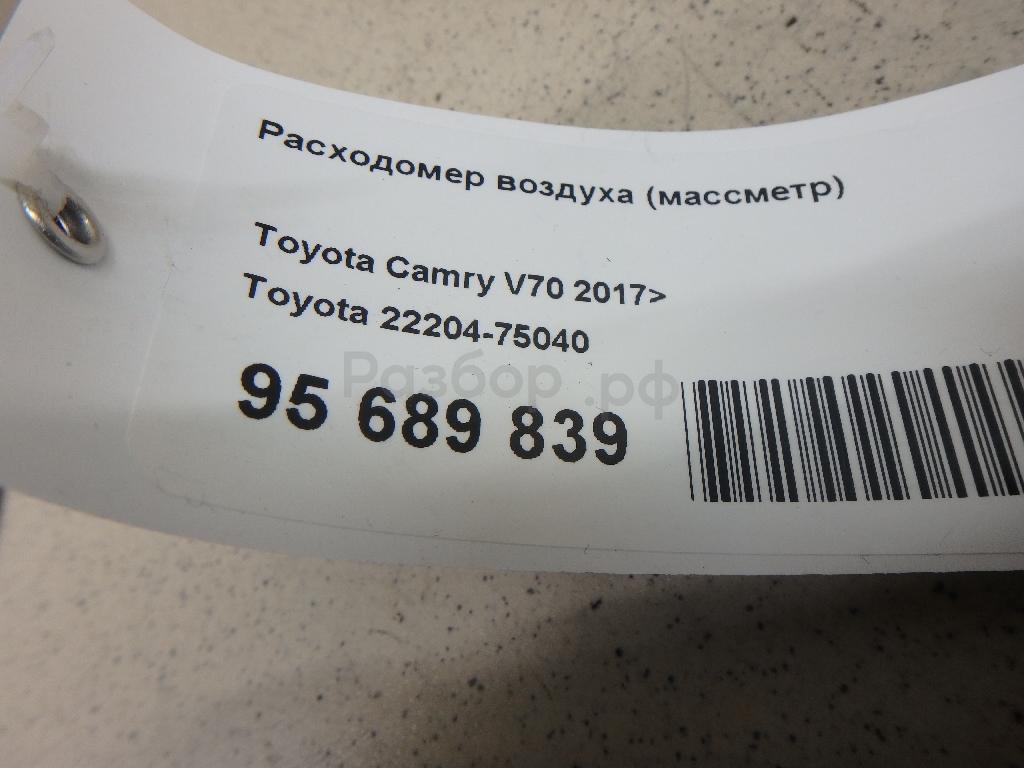 Расходомер воздуха (массметр)
Toyota Camry V70 2017>
Toyota 22204-75040
Разбор.рф
95 689 839